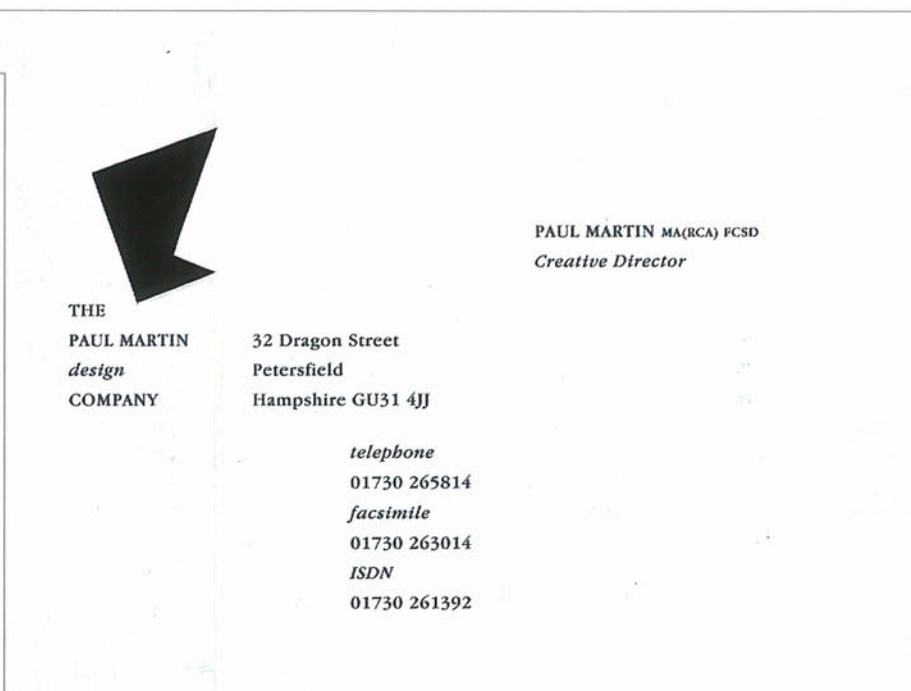 PAUL MARTIN MA(RCA) FCSD
Creative Director
THE
PAUL MARTIN
design
COMPANY
32 Dragon Street
Petersfield
Hampshire GU31 4JJ
telephone
01730 265814
facsimile
01730 263014
ISDN
01730 261392